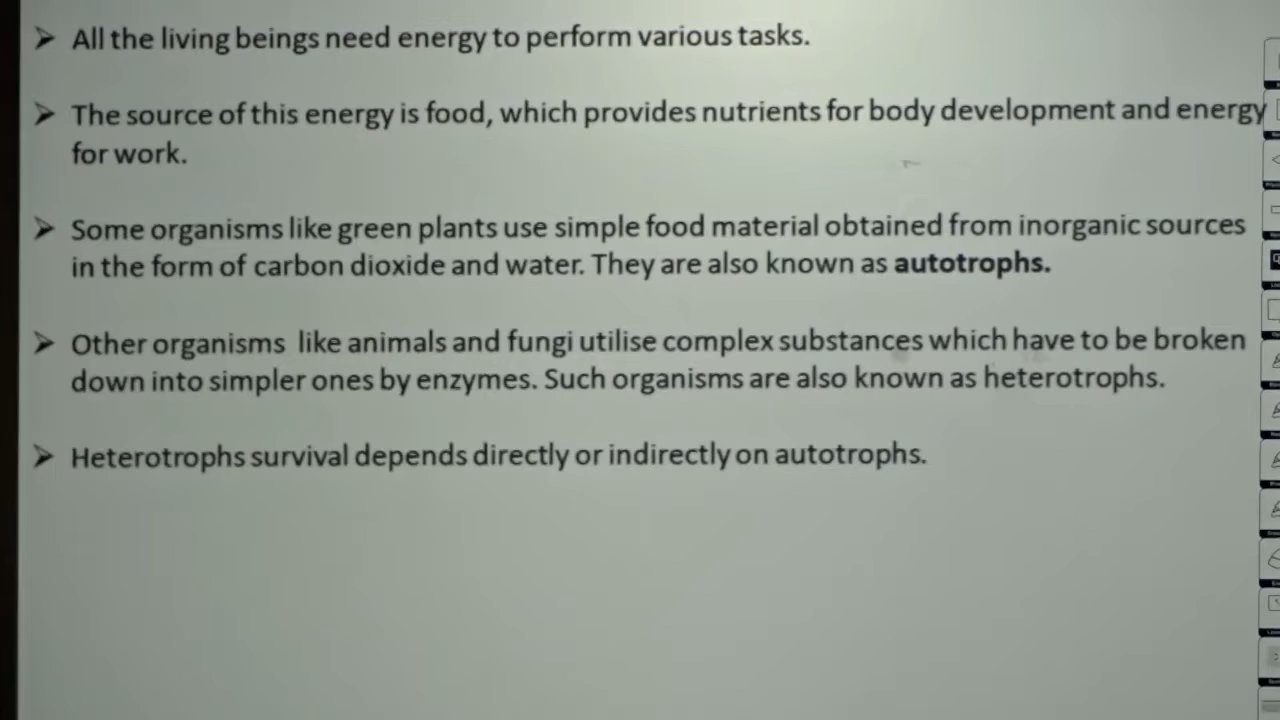 ➢ All the living beings need energy to perform various tasks.
➢ The source of this energy is food, which provides nutrients for body development and energy
for work.
➢ Some organisms like green plants use simple food material obtained from inorganic sources
in the form of carbon dioxide and water. They are also known as autotrophs.
➢ Other organisms like animals and fungi utilise complex substances which have to be broken
down into simpler ones by enzymes. Such organisms are also known as heterotrophs.
➢ Heterotrophs survival depends directly or indirectly on autotrophs.